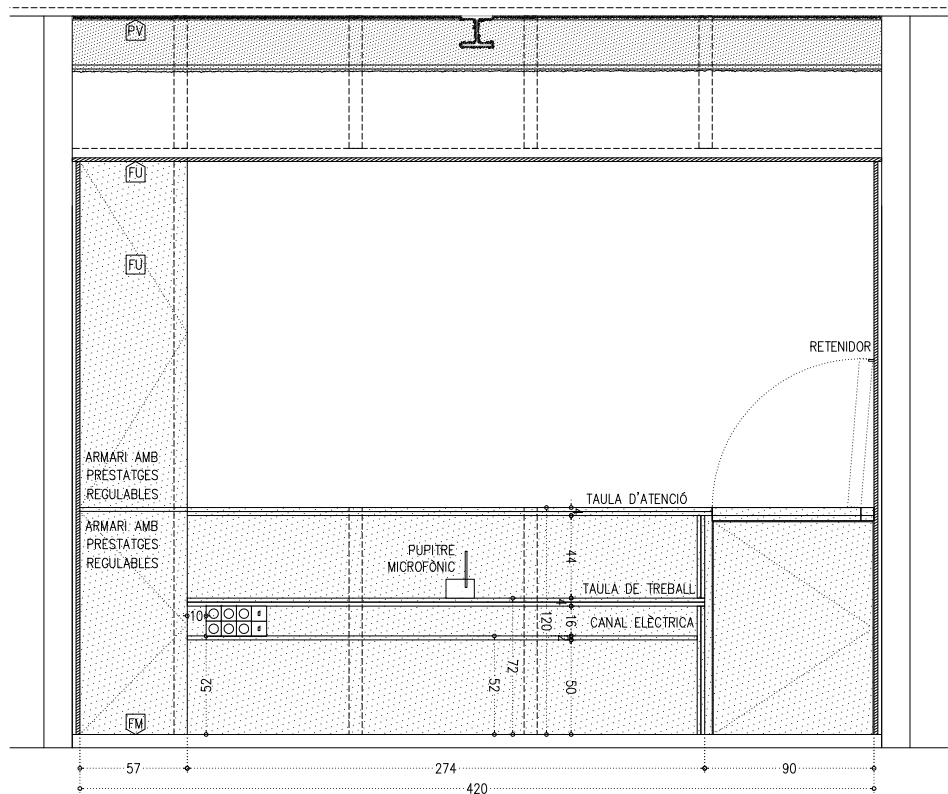 PV
FU
FU
RETENIDOR
ARMARI AMB
PRESTATGES
REGULABLES
TAULA D'ATENCIÓ
ARMARI AMB
PRESTATGES
REGULABLES
4
44
PUPITRE
MICROFÒNIC
TAULA DE TREBALL
4
10
16
CANAL ELÈCTRICA
120
2
72
52
52
50
FM
57
274
90
420